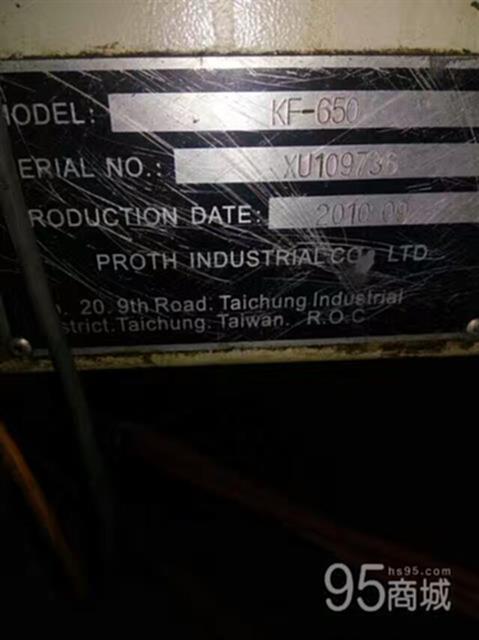 MODEL: KF-650
ERIAL NO.: XU109736
RODUCTION DATE: 2010 09
PROTH INDUSTRIAL CO., LTD
o. 20. 9th Road. Taichung Industrial
strict. Taichung. Taiwan. R.O.C
hs95.com
95商城